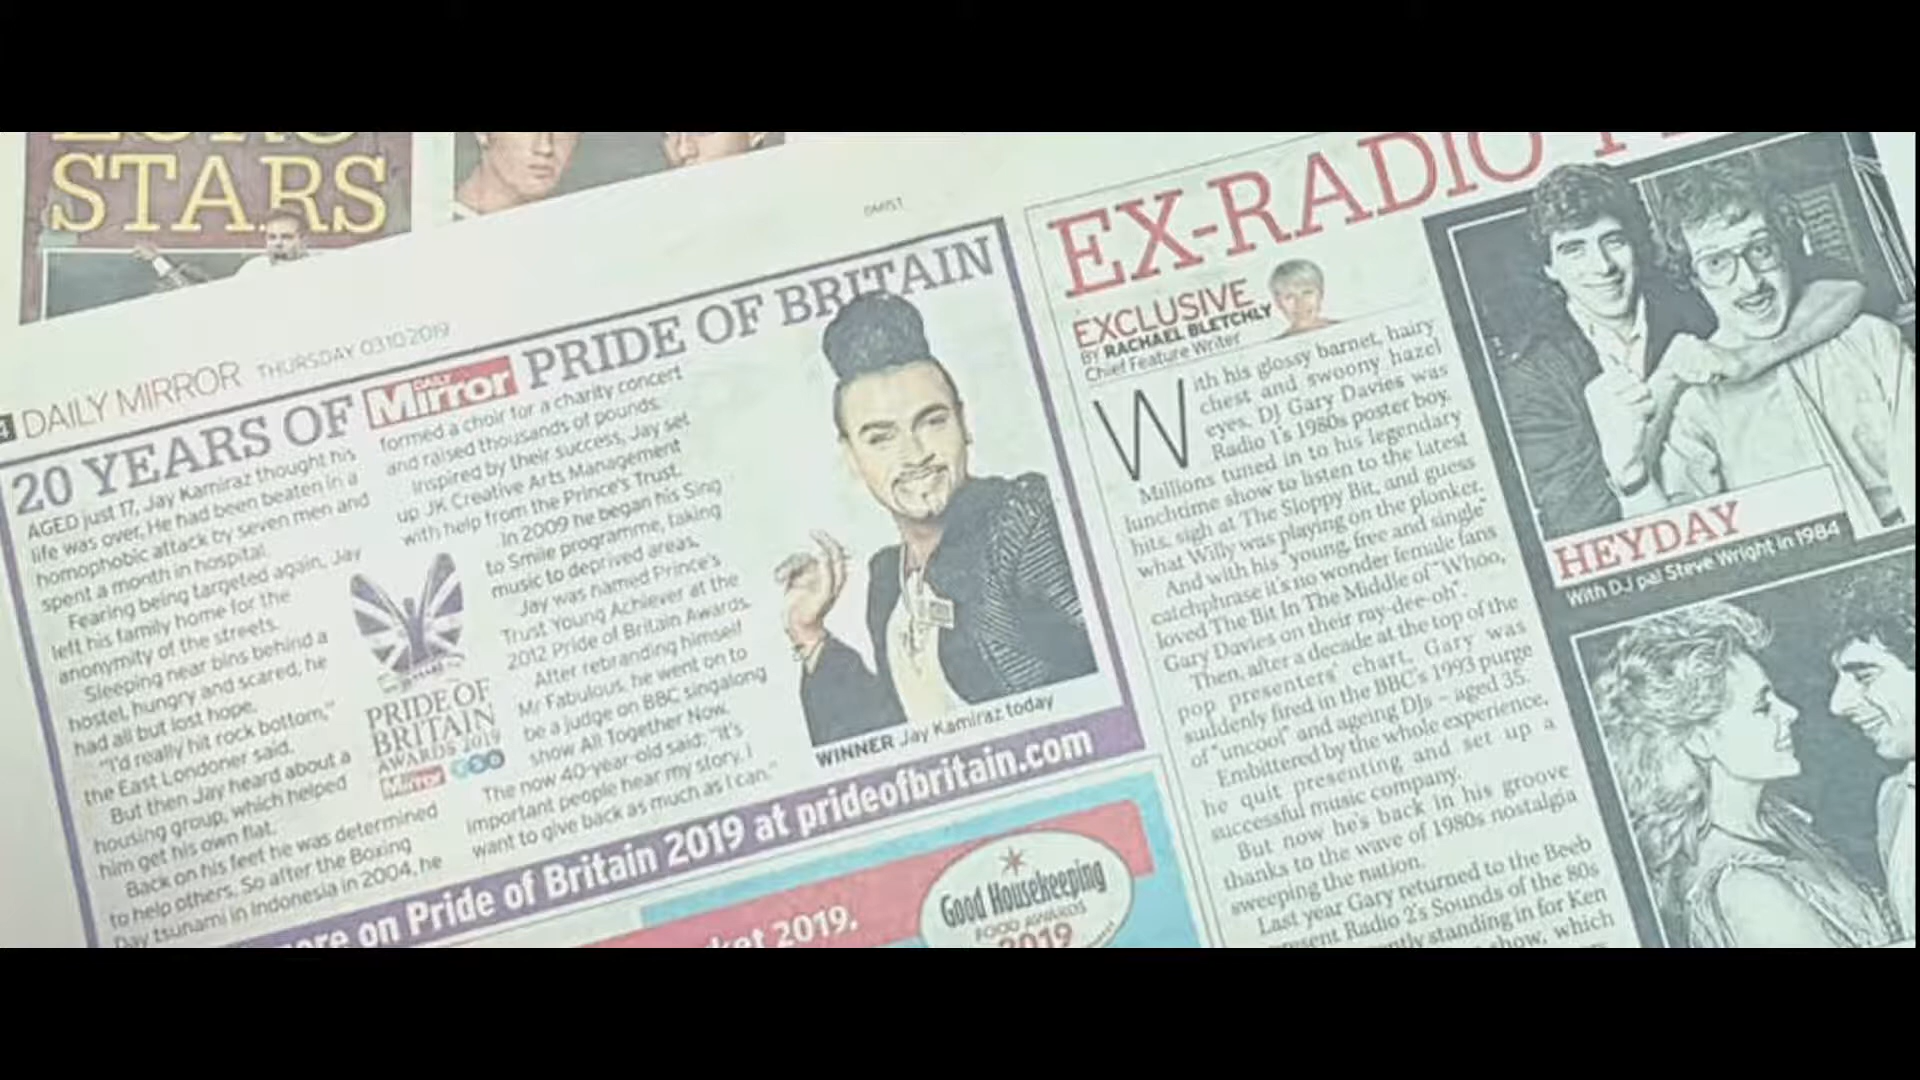 STARS
DMIST
4 DAILY MIRROR THURSDAY 03.10.2019
20 YEARS OF DAILY Mirror PRIDE OF BRITAIN
AGED just 17, Jay Kamiraz thought his
life was over. He had been beaten in a
homophobic attack by seven men and
spent a month in hospital.
Fearing being targeted again, Jay
left his family home for the
anonymity of the streets.
Sleeping near bins behind a
hostel, hungry and scared, he
had all but lost hope.
"I'd really hit rock bottom,"
the East Londoner said.
But then Jay heard about a
housing group, which helped
him get his own flat.
Back on his feet he was determined
to help others. So after the Boxing
Day tsunami in Indonesia in 2004, he
formed a choir for a charity concert
and raised thousands of pounds.
Inspired by their success, Jay set
up JK Creative Arts Management
with help from the Prince's Trust.
In 2009 he began his Sing
to Smile programme, taking
music to deprived areas.
Jay was named Prince's
Trust Young Achiever at the
2012 Pride of Britain Awards.
After rebranding himself
Mr Fabulous, he went on to
be a judge on BBC singalong
show All Together Now.
The now 40-year-old said: "It's
important people hear my story. I
want to give back as much as I can."
PRIDE OF
BRITAIN
AWARDS 2019
Mirror
WINNER Jay Kamiraz today
on Pride of Britain 2019 at prideofbritain.com
2019.
Good Housekeeping
FOOD AWARDS
2019
EX-RADIO
EXCLUSIVE
BY RACHAEL BLETCHLY
Chief Feature Writer
With his glossy barnet, hairy
chest and swoony hazel
eyes, DJ Gary Davies was
Radio 1's 1980s poster boy.
Millions tuned in to his legendary
lunchtime show to listen to the latest
hits, sigh at The Sloppy Bit, and guess
what Willy was playing on the plonker.
And with his "young, free and single"
catchphrase it's no wonder female fans
loved The Bit In The Middle of "Whoo,
Gary Davies on their ray-dee-oh".
Then, after a decade at the top of the
pop presenters' chart, Gary was
suddenly fired in the BBC's 1993 purge
of "uncool" and ageing DJs – aged 35.
Embittered by the whole experience,
he quit presenting and set up a
successful music company.
But now he's back in his groove
thanks to the wave of 1980s nostalgia
sweeping the nation.
Last year Gary returned to the Beeb
present Radio 2's Sounds of the 80s
standing in for Ken
show, which
HEYDAY
With DJ pal Steve Wright in 1984